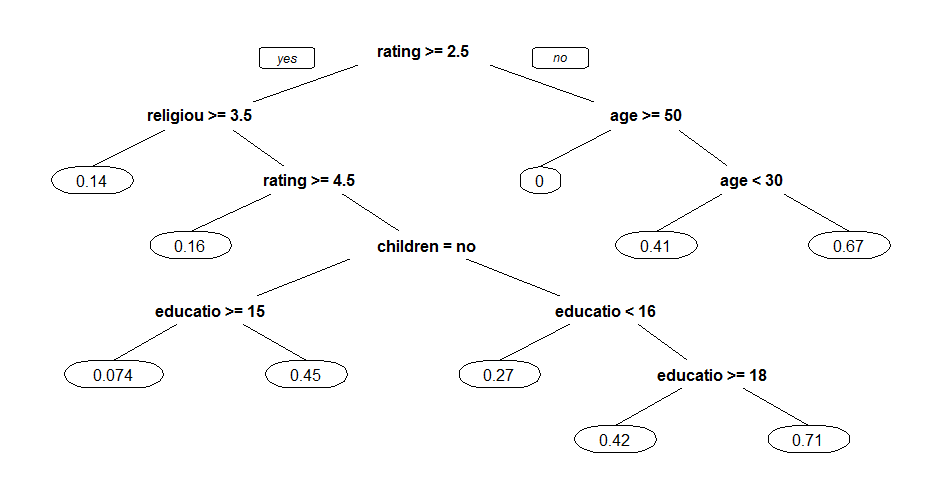 yes
rating >= 2.5
no
religiou >= 3.5
age >= 50
0.14
rating >= 4.5
0
age < 30
0.16
children = no
0.41
0.67
educatio >= 15
educatio < 16
0.074
0.45
0.27
educatio >= 18
0.42
0.71